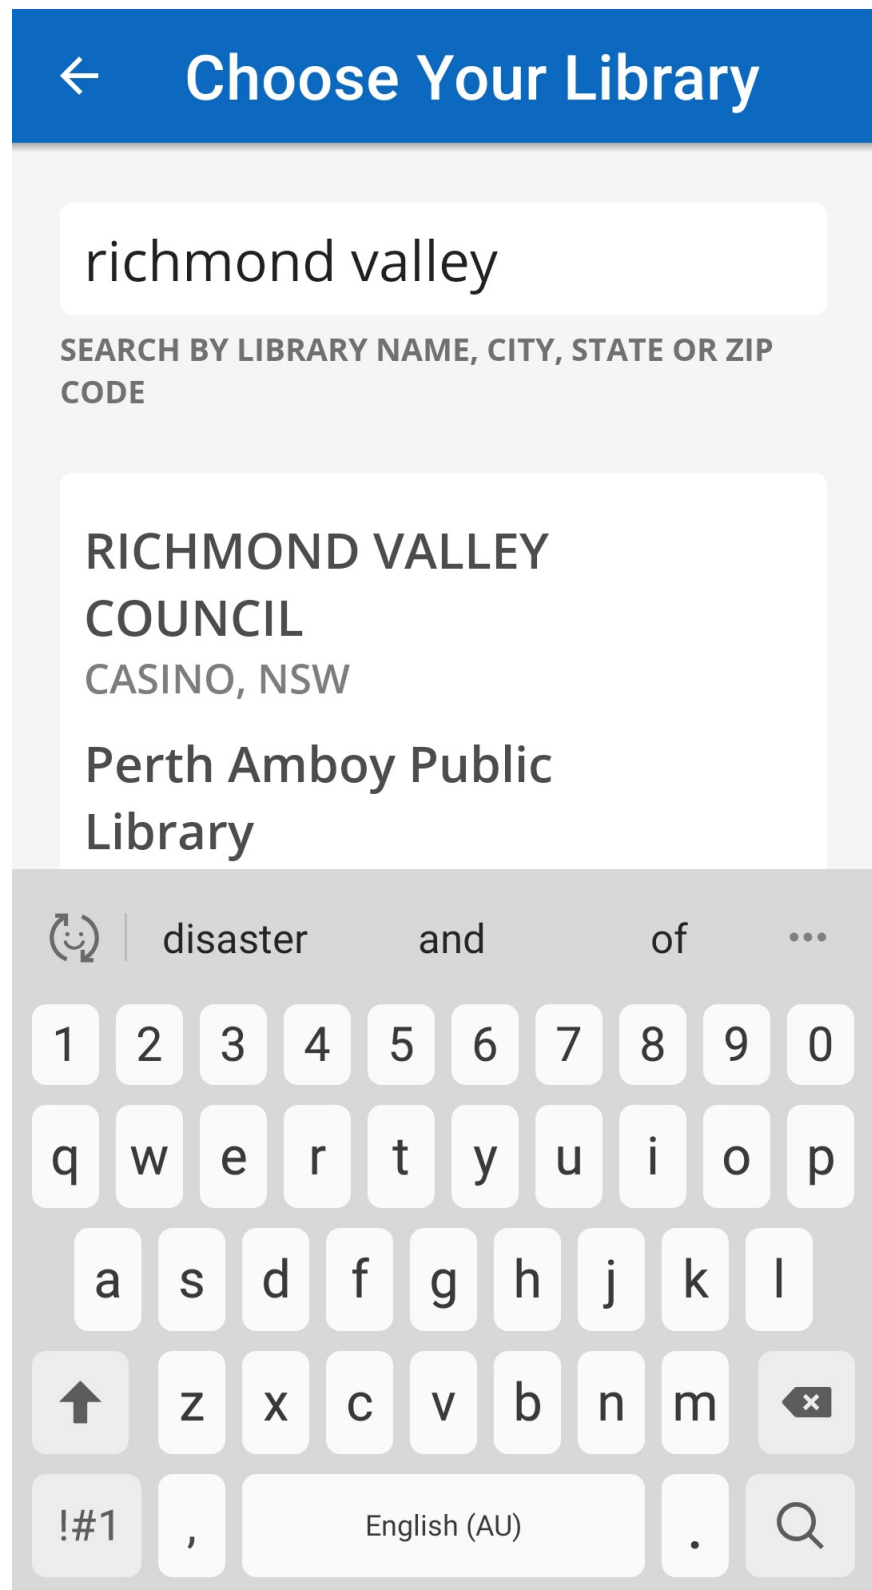 Choose Your Library
richmond valley
SEARCH BY LIBRARY NAME, CITY, STATE OR ZIP
CODE
RICHMOND VALLEY
COUNCIL
CASINO, NSW
Perth Amboy Public
Library
disaster and of
1 2 3 4 5 6 7 8 9 0
q w e r t y u i o p
a s d f g h j k l
z x c v b n m
!#1 , English (AU) .